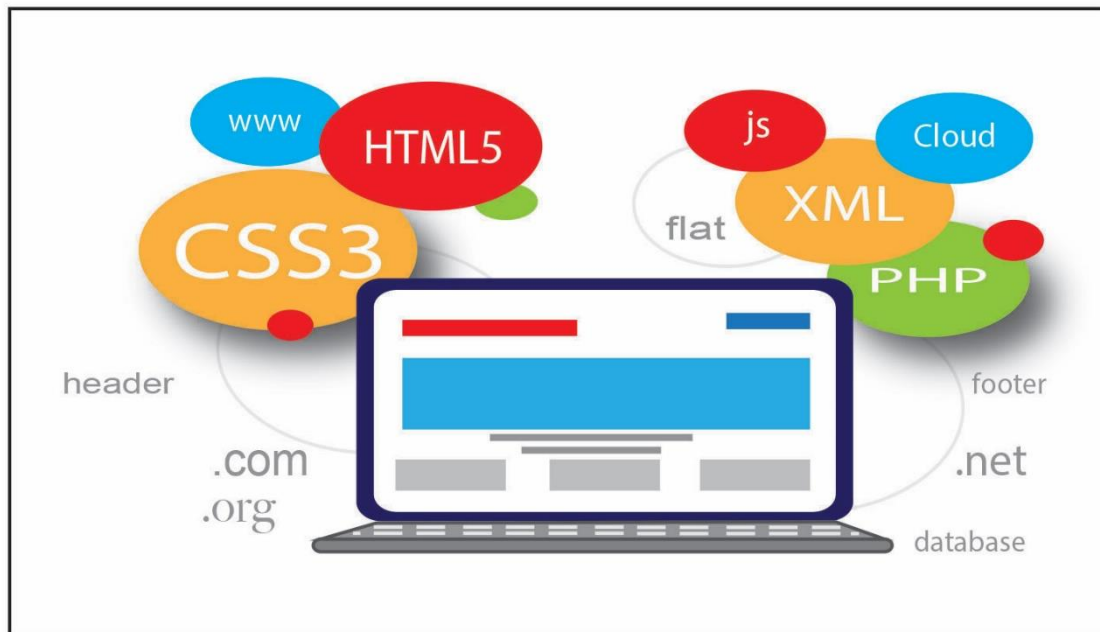 www
HTML5
js
Cloud
XML
flat
CSS3
PHP
header
footer
.com
.net
.org
database